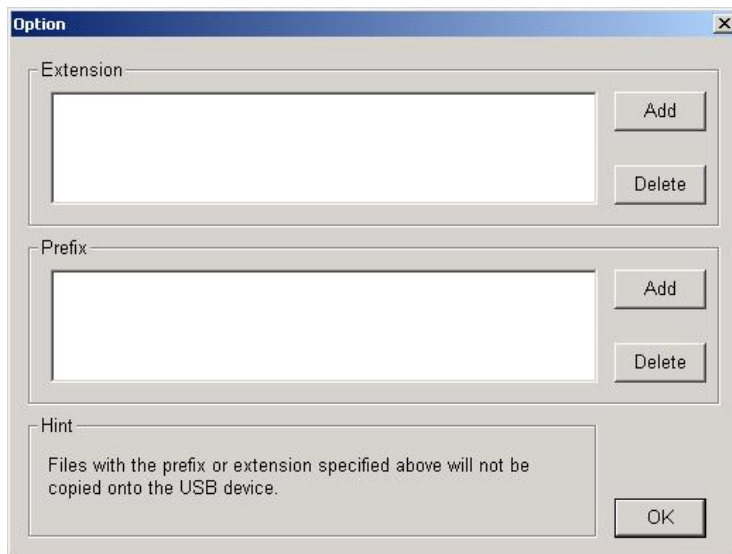 Option
Extension
Add
Delete
Prefix
Add
Delete
Hint
Files with the prefix or extension specified above will not be
copied onto the USB device.
OK